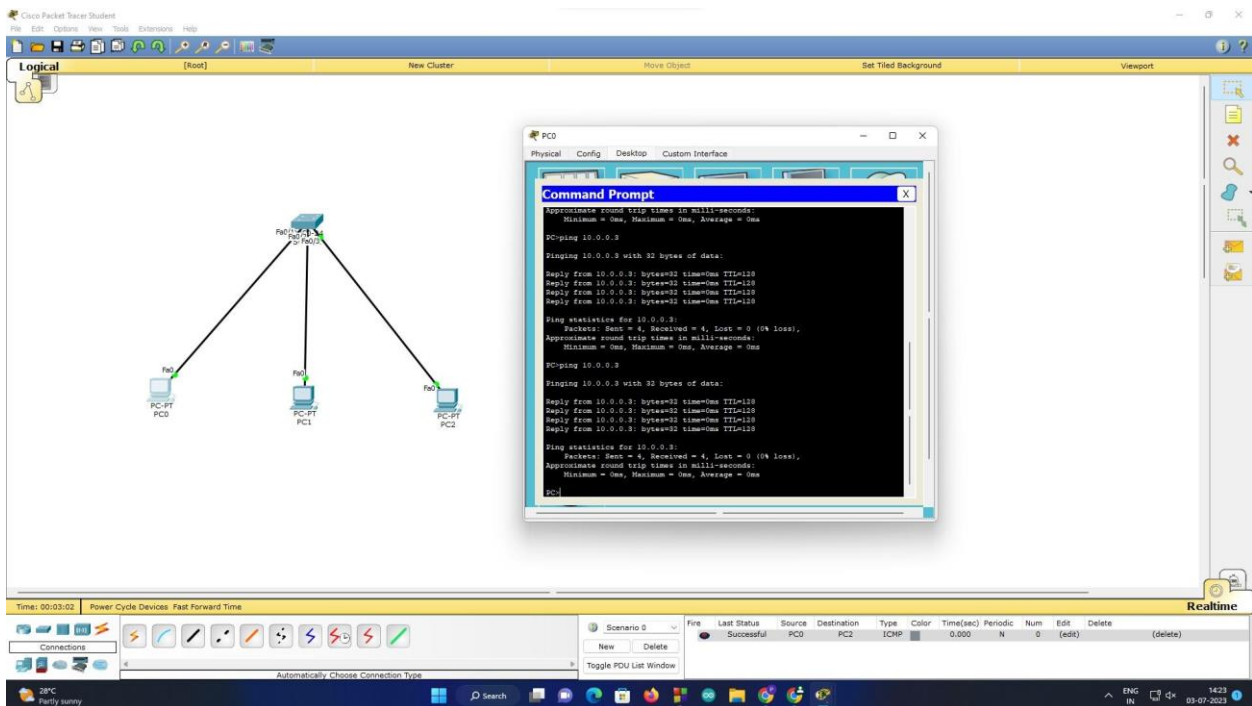 Cisco Packet Tracer Student
File Edit Options View Tools Extensions Help
Logical [Root] New Cluster Move Object Set Tiled Background Viewport
PC0
Physical Config Desktop Custom Interface
Command Prompt X
Approximate round trip times in milli-seconds:
Minimum = 0ms, Maximum = 0ms, Average = 0ms
PC>ping 10.0.0.3
Pinging 10.0.0.3 with 32 bytes of data:
Reply from 10.0.0.3: bytes=32 time=0ms TTL=128
Reply from 10.0.0.3: bytes=32 time=0ms TTL=128
Reply from 10.0.0.3: bytes=32 time=0ms TTL=128
Reply from 10.0.0.3: bytes=32 time=0ms TTL=128
Ping statistics for 10.0.0.3:
Packets: Sent = 4, Received = 4, Lost = 0 (0% loss),
Approximate round trip times in milli-seconds:
Minimum = 0ms, Maximum = 0ms, Average = 0ms
PC>ping 10.0.0.3
Pinging 10.0.0.3 with 32 bytes of data:
Reply from 10.0.0.3: bytes=32 time=0ms TTL=128
Reply from 10.0.0.3: bytes=32 time=0ms TTL=128
Reply from 10.0.0.3: bytes=32 time=0ms TTL=128
Reply from 10.0.0.3: bytes=32 time=0ms TTL=128
Ping statistics for 10.0.0.3:
Packets: Sent = 4, Received = 4, Lost = 0 (0% loss),
Approximate round trip times in milli-seconds:
Minimum = 0ms, Maximum = 0ms, Average = 0ms
PC>
Fa0/3
Fa0
PC-PT
PC0
Fa0
PC-PT
PC1
Fa0
PC-PT
PC2
Time: 00:03:02 Power Cycle Devices Fast Forward Time Realtime
Connections
Automatically Choose Connection Type
Scenario 0
New Delete
Toggle PDU List Window
Fire Last Status Source Destination Type Color Time(sec) Periodic Num Edit Delete
Successful PC0 PC2 ICMP 0.000 N 0 (edit) (delete)
28°C
Partly sunny
Search
ENG
IN
14:23
03-07-2023